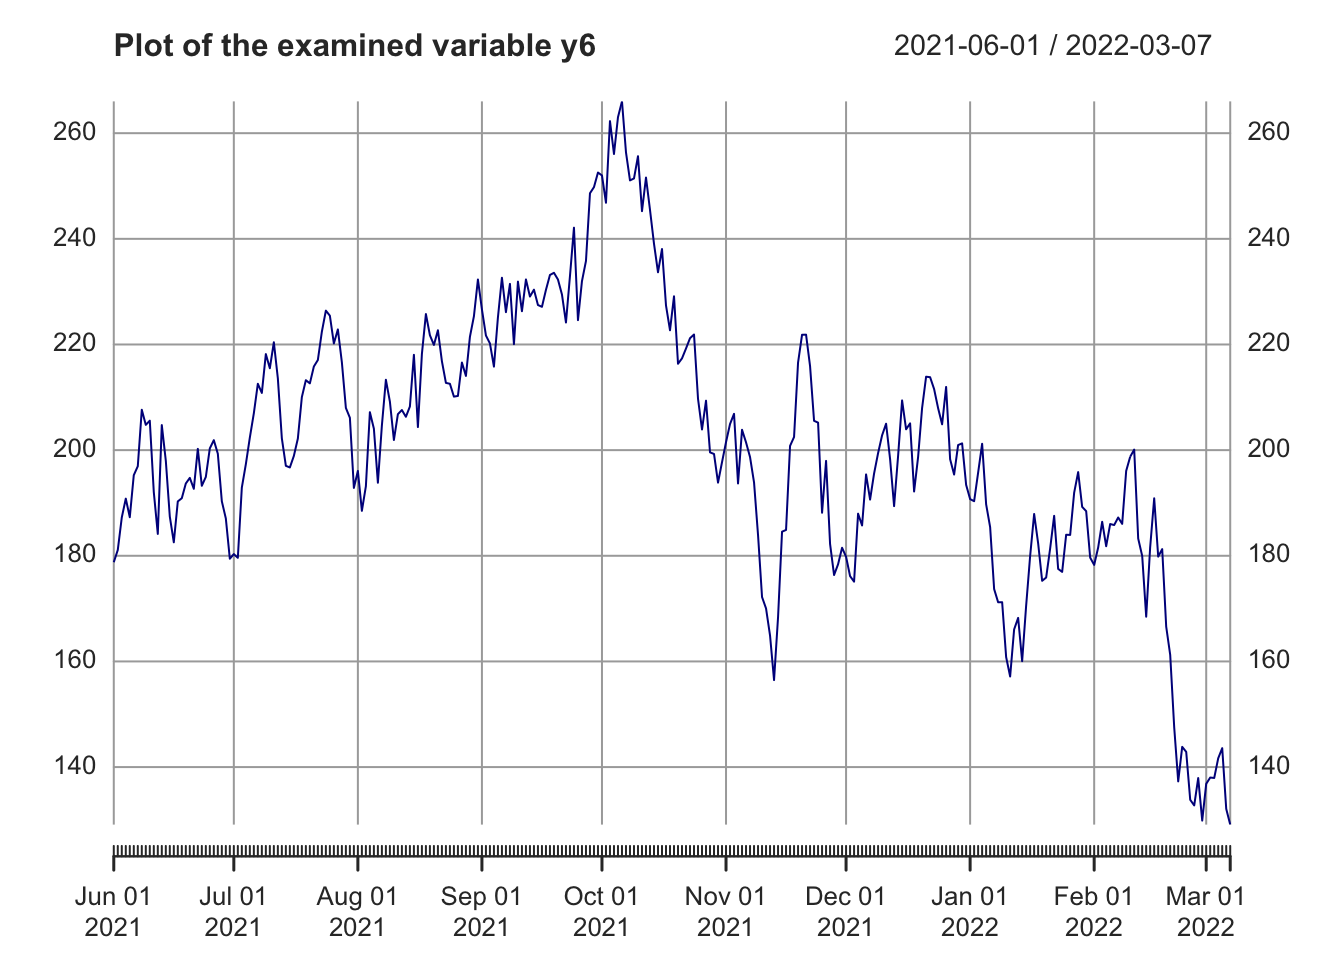 Plot of the examined variable y6 2021-06-01 / 2022-03-07
260 260
240 240
220 220
200 200
180 180
160 160
140 140
Jun 01 Jul 01 Aug 01 Sep 01 Oct 01 Nov 01 Dec 01 Jan 01 Feb 01 Mar 01
2021 2021 2021 2021 2021 2021 2021 2022 2022 2022